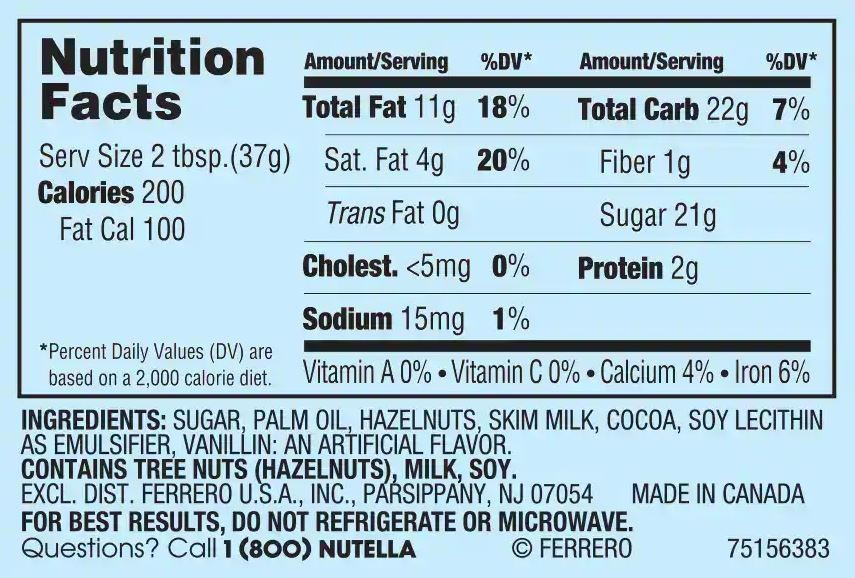 Nutrition
Facts
Serv Size 2 tbsp.(37g)
Calories 200
Fat Cal 100
*Percent Daily Values (DV) are
based on a 2,000 calorie diet.
Amount/Serving %DV* Amount/Serving %DV*
Total Fat 11g 18% Total Carb 22g 7%
Sat. Fat 4g 20% Fiber 1g 4%
Trans Fat 0g Sugar 21g
Cholest. <5mg 0% Protein 2g
Sodium 15mg 1%
Vitamin A 0% • Vitamin C 0% • Calcium 4% • Iron 6%
INGREDIENTS: SUGAR, PALM OIL, HAZELNUTS, SKIM MILK, COCOA, SOY LECITHIN
AS EMULSIFIER, VANILLIN: AN ARTIFICIAL FLAVOR.
CONTAINS TREE NUTS (HAZELNUTS), MILK, SOY.
EXCL. DIST. FERRERO U.S.A., INC., PARSIPPANY, NJ 07054 MADE IN CANADA
FOR BEST RESULTS, DO NOT REFRIGERATE OR MICROWAVE.
Questions? Call 1 (800) NUTELLA © FERRERO 75156383